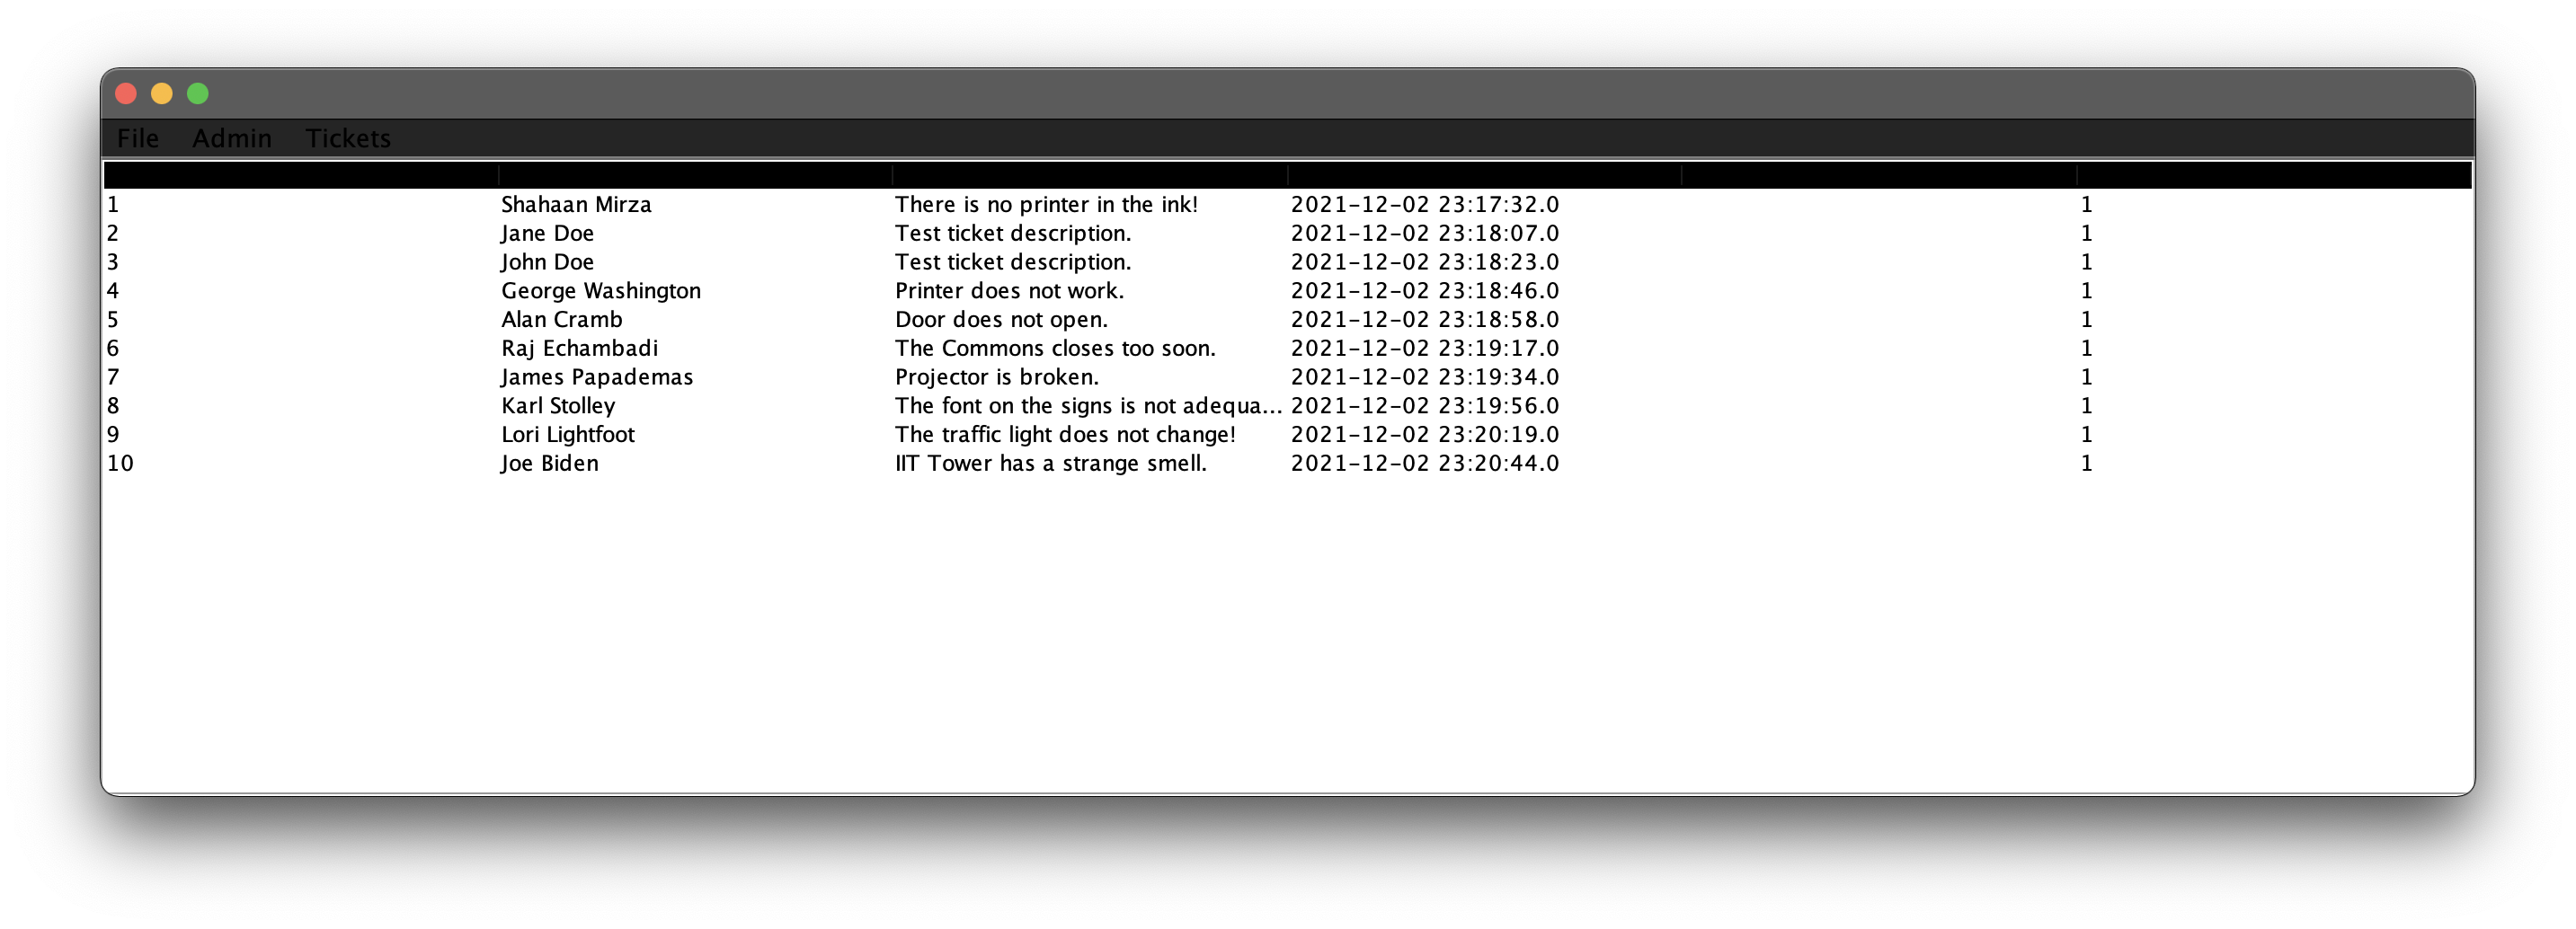 File Admin Tickets
1 Shahaan Mirza There is no printer in the ink! 2021-12-02 23:17:32.0 1
2 Jane Doe Test ticket description. 2021-12-02 23:18:07.0 1
3 John Doe Test ticket description. 2021-12-02 23:18:23.0 1
4 George Washington Printer does not work. 2021-12-02 23:18:46.0 1
5 Alan Cramb Door does not open. 2021-12-02 23:18:58.0 1
6 Raj Echambadi The Commons closes too soon. 2021-12-02 23:19:17.0 1
7 James Papademas Projector is broken. 2021-12-02 23:19:34.0 1
8 Karl Stolley The font on the signs is not adequa... 2021-12-02 23:19:56.0 1
9 Lori Lightfoot The traffic light does not change! 2021-12-02 23:20:19.0 1
10 Joe Biden IIT Tower has a strange smell. 2021-12-02 23:20:44.0 1